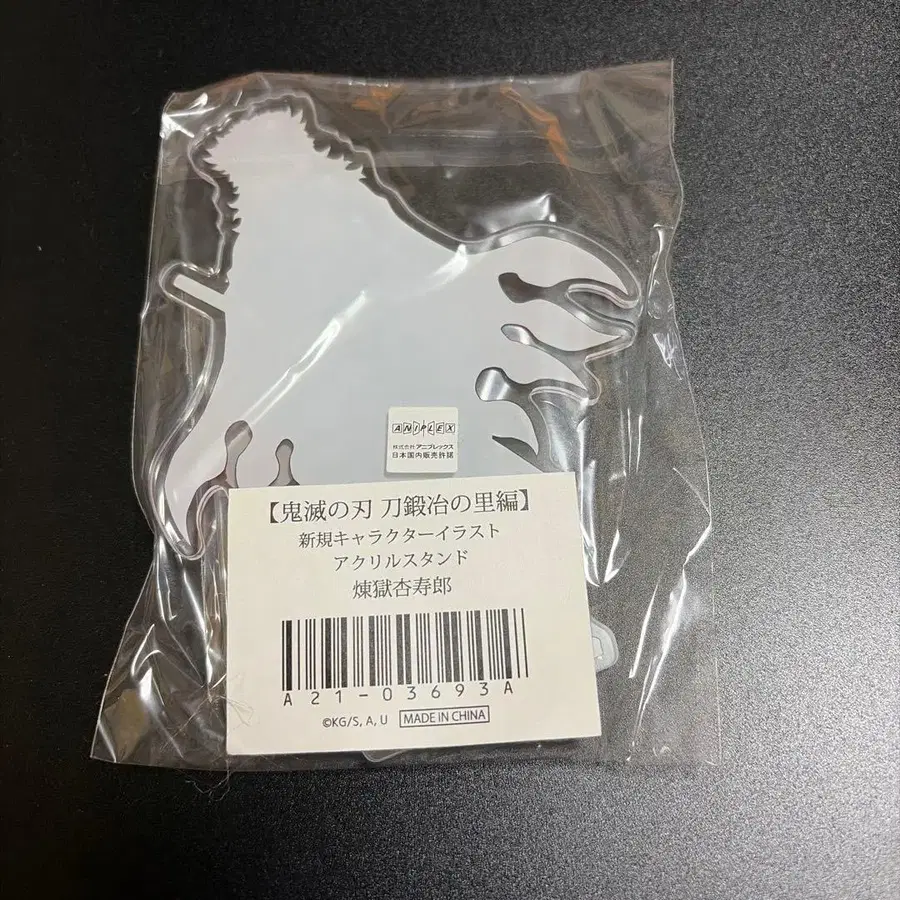 ANIPLEX
株式会社アニプレックス
日本国内販売許諾
【鬼滅の刃 刀鍛冶の里編】
新規キャラクターイラスト
アクリルスタンド
煉獄杏寿郎
A21-03693A
©KG/S, A, U MADE IN CHINA